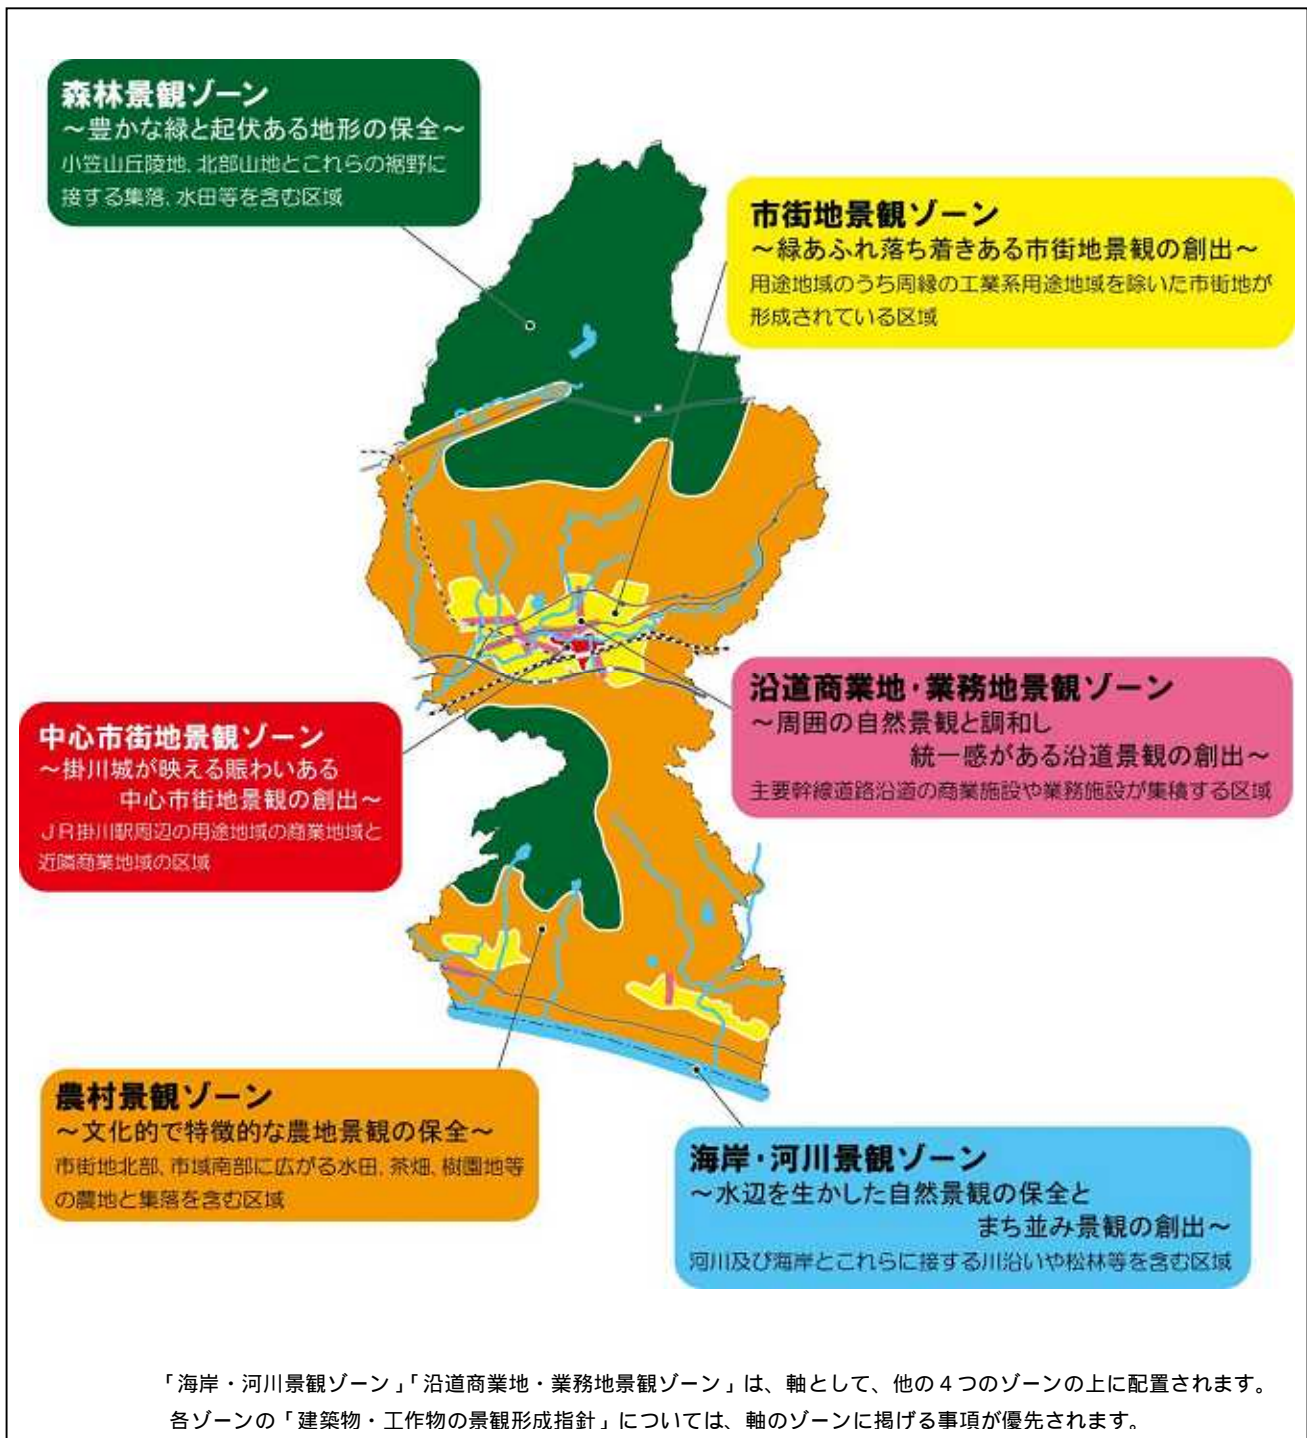 森林景観ゾーン
～豊かな緑と起伏ある地形の保全～
小笠山丘陵地、北部山地とこれらの裾野に
接する集落、水田等を含む区域
市街地景観ゾーン
～緑あふれ落ち着きある市街地景観の創出～
用途地域のうち周縁の工業系用途地域を除いた市街地が
形成されている区域
沿道商業地・業務地景観ゾーン
～周囲の自然景観と調和し
統一感がある沿道景観の創出～
主要幹線道路沿道の商業施設や業務施設が集積する区域
中心市街地景観ゾーン
～掛川城が映える賑わいある
中心市街地景観の創出～
ＪＲ掛川駅周辺の用途地域の商業地域と
近隣商業地域の区域
農村景観ゾーン
～文化的で特徴的な農地景観の保全～
市街地北部、市域南部に広がる水田、茶畑、樹園地等
の農地と集落を含む区域
海岸・河川景観ゾーン
～水辺を生かした自然景観の保全と
まち並み景観の創出～
河川及び海岸とこれらに接する川沿いや松林等を含む区域
「海岸・河川景観ゾーン」「沿道商業地・業務地景観ゾーン」は、軸として、他の４つのゾーンの上に配置されます。
各ゾーンの「建築物・工作物の景観形成指針」については、軸のゾーンに掲げる事項が優先されます。